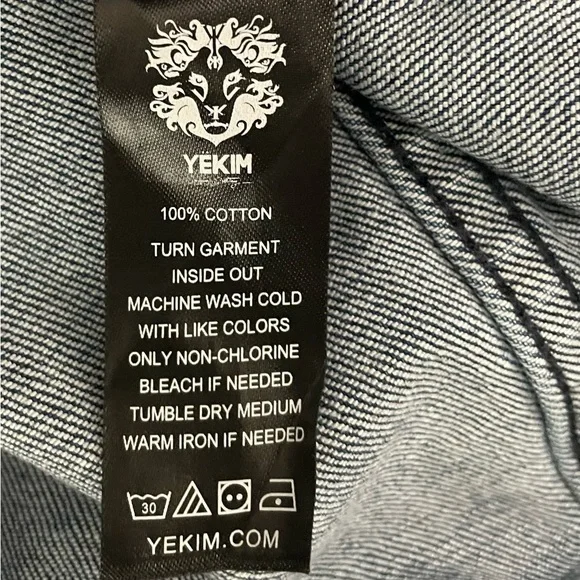 YEKIM
100% COTTON
TURN GARMENT
INSIDE OUT
MACHINE WASH COLD
WITH LIKE COLORS
ONLY NON-CHLORINE
BLEACH IF NEEDED
TUMBLE DRY MEDIUM
WARM IRON IF NEEDED
30
YEKIM.COM